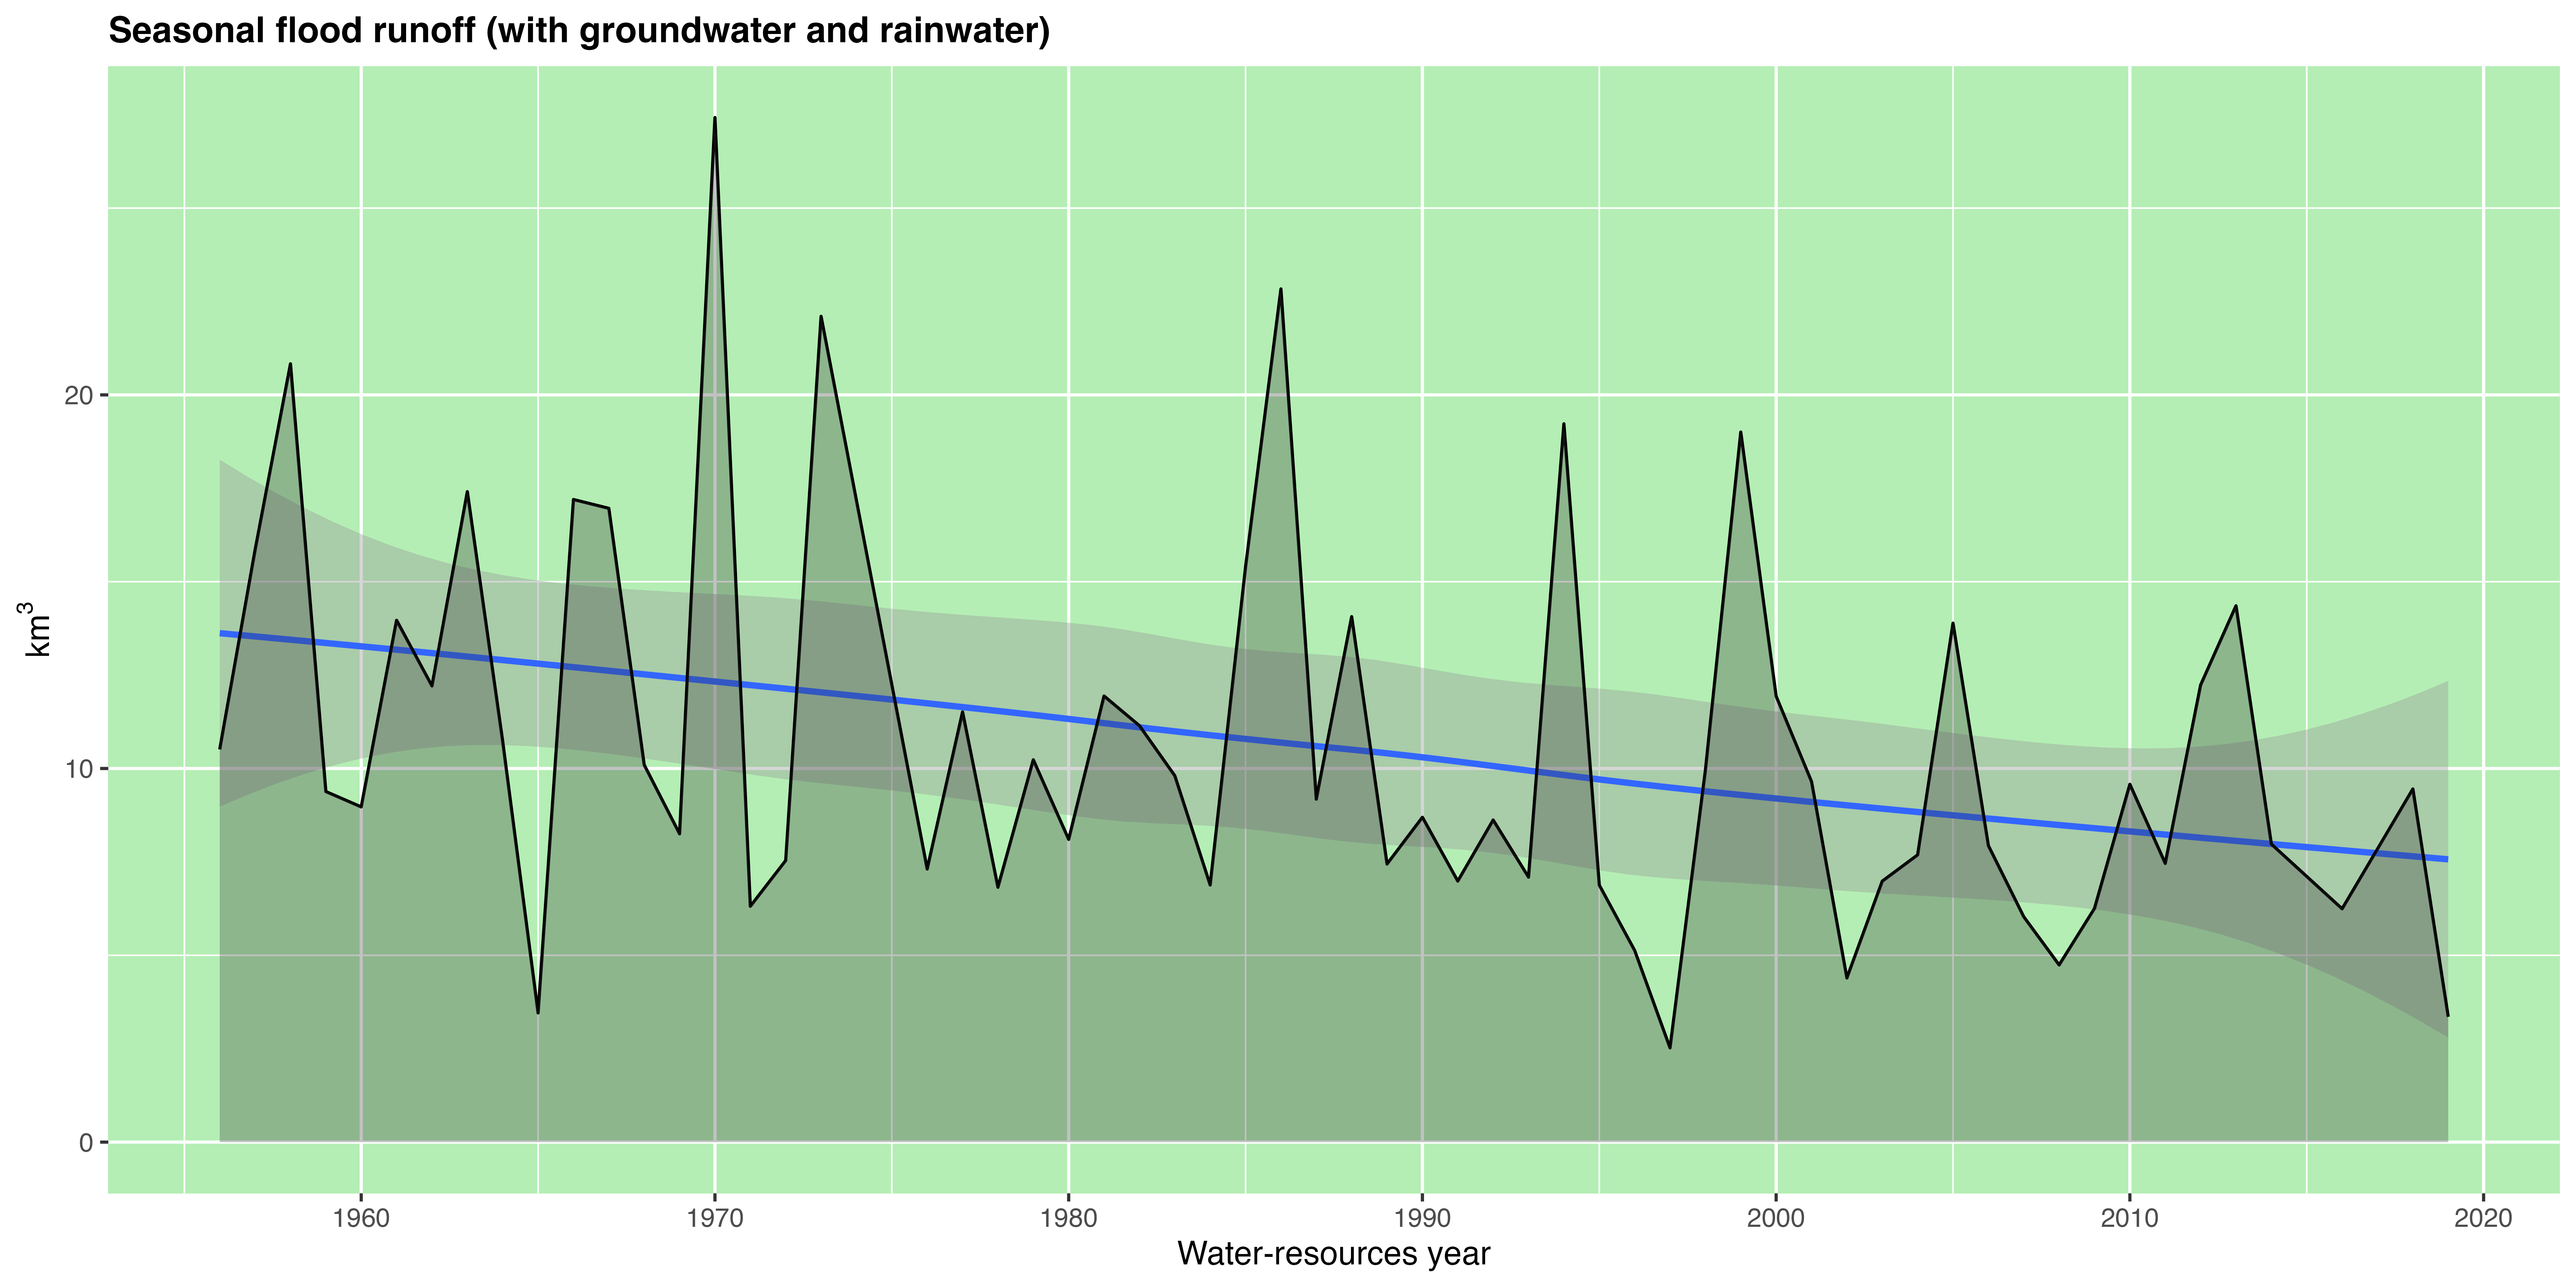 Seasonal flood runoff (with groundwater and rainwater)
km³
20
10
0
1960 1970 1980 1990 2000 2010 2020
Water-resources year